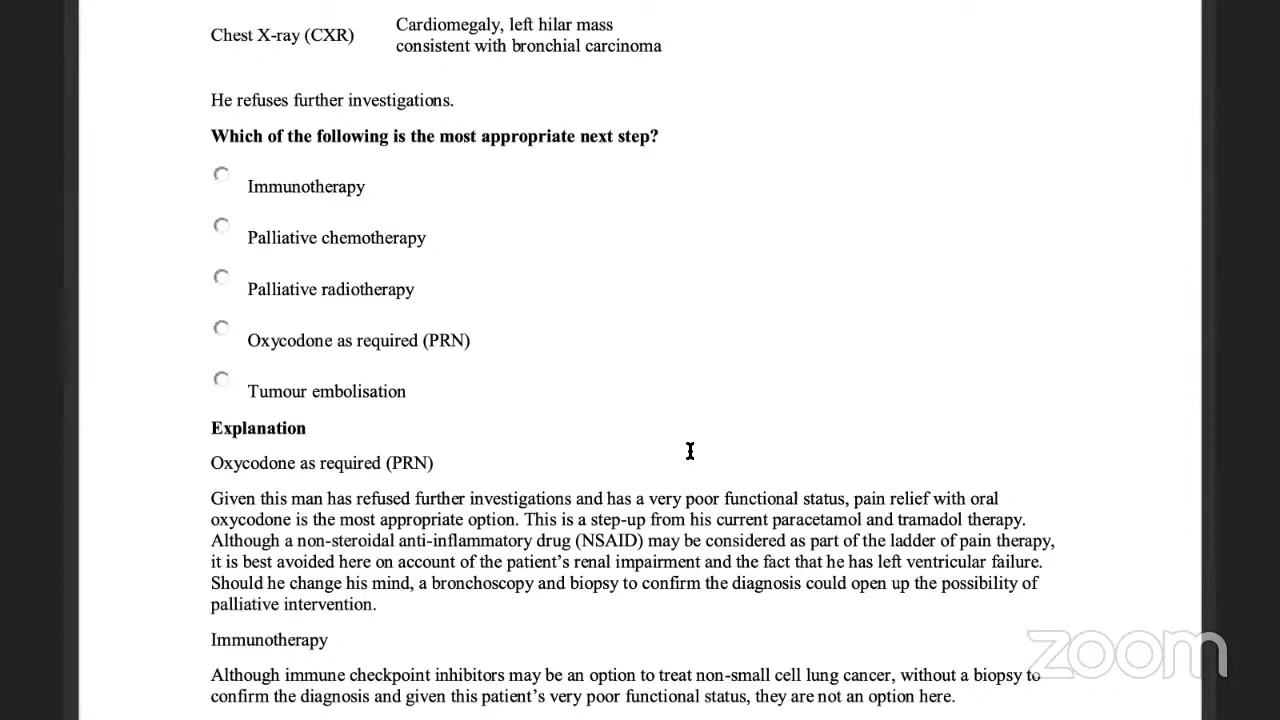 Chest X-ray (CXR)
Cardiomegaly, left hilar mass
consistent with bronchial carcinoma
He refuses further investigations.
Which of the following is the most appropriate next step?
Immunotherapy
Palliative chemotherapy
Palliative radiotherapy
Oxycodone as required (PRN)
Tumour embolisation
Explanation
Oxycodone as required (PRN)
Given this man has refused further investigations and has a very poor functional status, pain relief with oral
oxycodone is the most appropriate option. This is a step-up from his current paracetamol and tramadol therapy.
Although a non-steroidal anti-inflammatory drug (NSAID) may be considered as part of the ladder of pain therapy,
it is best avoided here on account of the patient’s renal impairment and the fact that he has left ventricular failure.
Should he change his mind, a bronchoscopy and biopsy to confirm the diagnosis could open up the possibility of
palliative intervention.
Immunotherapy
Although immune checkpoint inhibitors may be an option to treat non-small cell lung cancer, without a biopsy to
confirm the diagnosis and given this patient’s very poor functional status, they are not an option here.
zoom